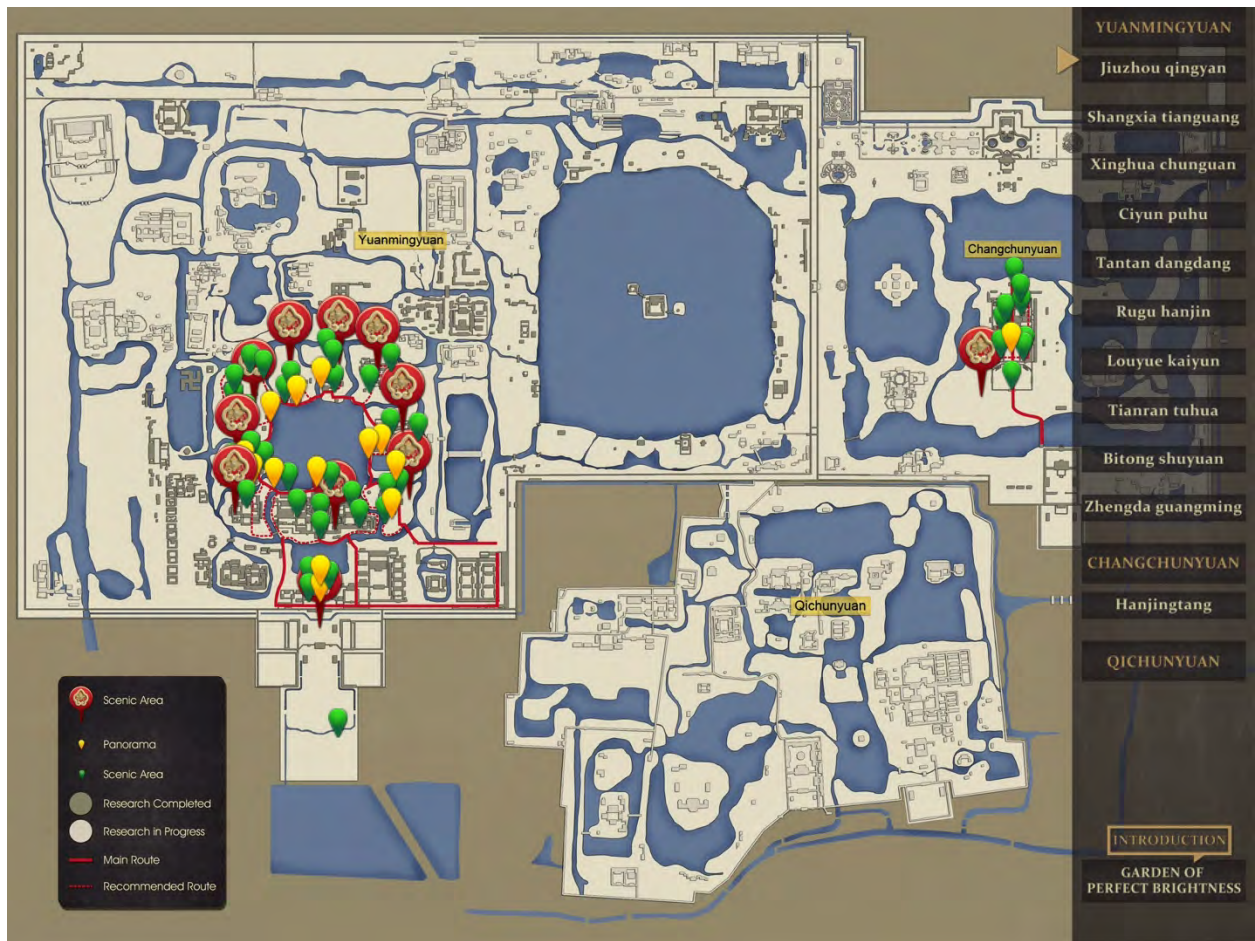 YUANMINGYUAN
Jiuzhou qingyan
Shangxia tianguang
Xinghua chunguan
Ciyun puhu
Tantan dangdang
Rugu hanjin
Louyue kaiyun
Tianran tuhua
Bitong shuyuan
Zhengda guangming
CHANGCHUNYUAN
Hanjingtang
QICHUNYUAN
INTRODUCTION
GARDEN OF
PERFECT BRIGHTNESS
Yuanmingyuan
Changchunyuan
Qichunyuan
Scenic Area
Panorama
Scenic Area
Research Completed
Research in Progress
Main Route
Recommended Route